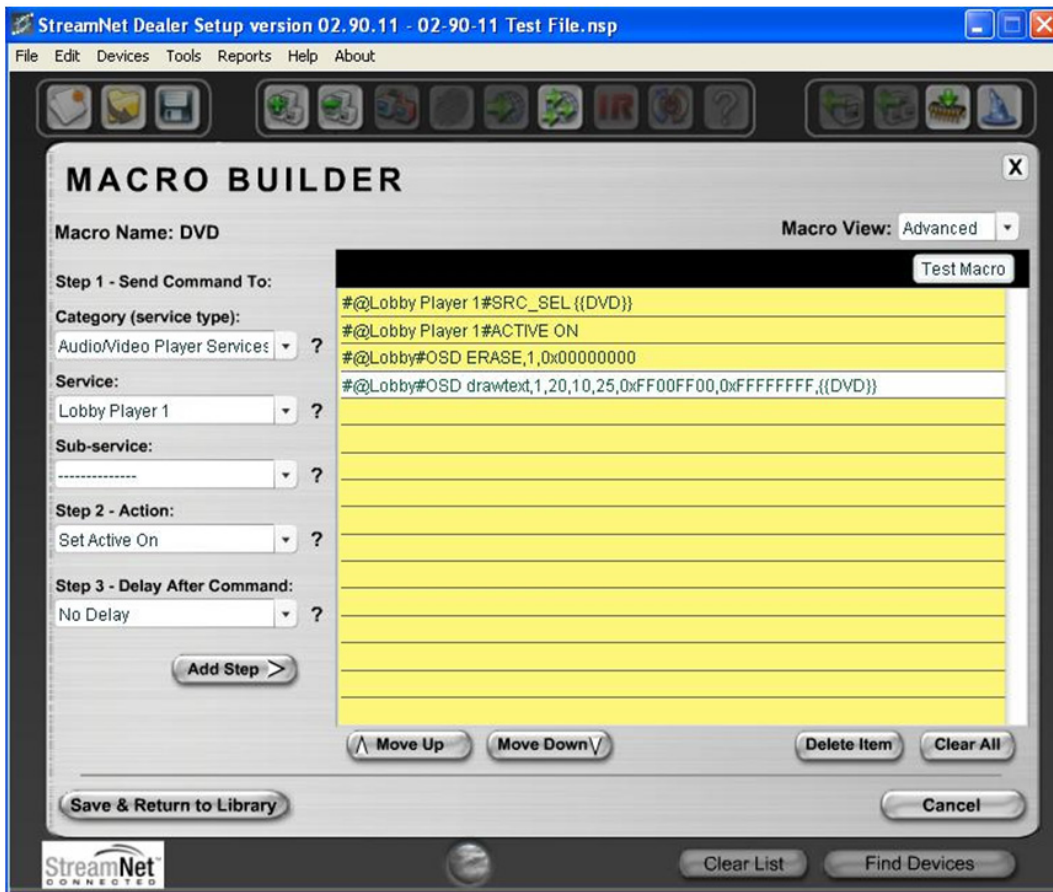 StreamNet Dealer Setup version 02.90.11 - 02-90-11 Test File.nsp
File Edit Devices Tools Reports Help About
IR ?
MACRO BUILDER
X
Macro Name: DVD
Macro View: Advanced
Test Macro
Step 1 - Send Command To:
Category (service type):
Audio/Video Player Services ?
Service:
Lobby Player 1 ?
Sub-service:
-------------- ?
Step 2 - Action:
Set Active On ?
Step 3 - Delay After Command:
No Delay ?
Add Step >
#@Lobby Player 1#SRC_SEL {{DVD}}
#@Lobby Player 1#ACTIVE ON
#@Lobby#OSD ERASE,1,0x00000000
#@Lobby#OSD drawtext,1,20,10,25,0xFF00FF00,0xFFFFFFFF,{{DVD}}
Move Up Move Down Delete Item Clear All
Save & Return to Library Cancel
StreamNet™
CONNECTED
Clear List Find Devices